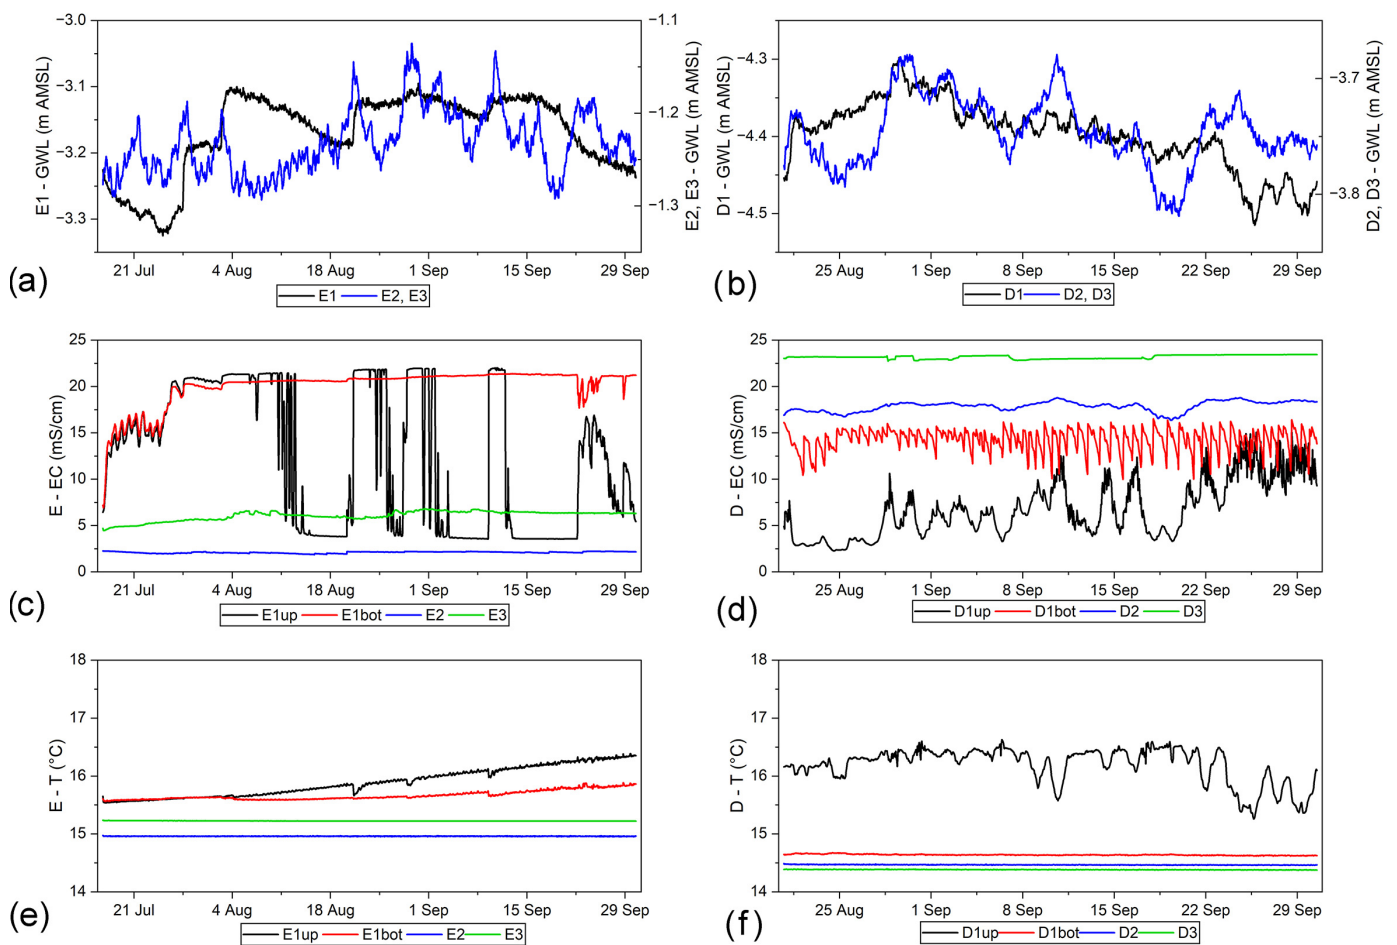 −3.0
−3.1
−3.2
−3.3
E1 - GWL (m AMSL)
−1.1
−1.2
−1.3
E2, E3 - GWL (m AMSL)
21 Jul 4 Aug 18 Aug 1 Sep 15 Sep 29 Sep
(a)
E1 E2, E3
−4.3
−4.4
−4.5
D1 - GWL (m AMSL)
−3.7
−3.8
D2, D3 - GWL (m AMSL)
25 Aug 1 Sep 8 Sep 15 Sep 22 Sep 29 Sep
(b)
D1 D2, D3
25
20
15
10
5
0
E - EC (mS/cm)
21 Jul 4 Aug 18 Aug 1 Sep 15 Sep 29 Sep
(c)
E1up E1bot E2 E3
25
20
15
10
5
0
D - EC (mS/cm)
25 Aug 1 Sep 8 Sep 15 Sep 22 Sep 29 Sep
(d)
D1up D1bot D2 D3
18
17
16
15
14
E - T (°C)
21 Jul 4 Aug 18 Aug 1 Sep 15 Sep 29 Sep
(e)
E1up E1bot E2 E3
18
17
16
15
14
D - T (°C)
25 Aug 1 Sep 8 Sep 15 Sep 22 Sep 29 Sep
(f)
D1up D1bot D2 D3